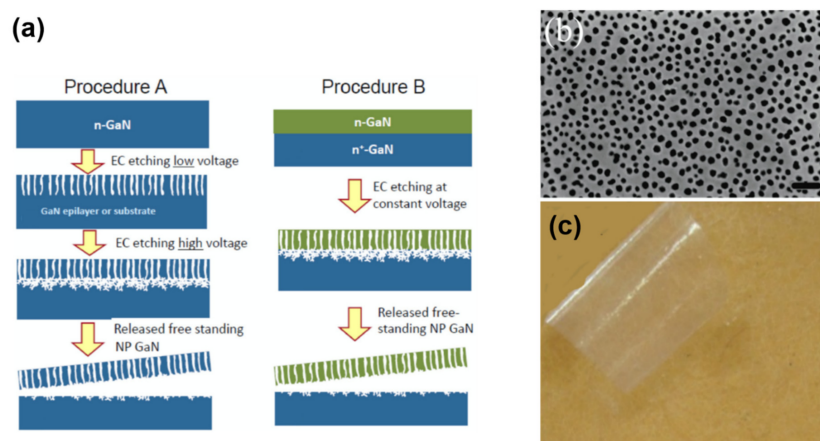 (a)
Procedure A
n-GaN
EC etching low voltage
GaN epilayer or substrate
EC etching high voltage
Released free standing
NP GaN
Procedure B
n-GaN
n⁺-GaN
EC etching at
constant voltage
Released free-
standing NP GaN
(b)
(c)